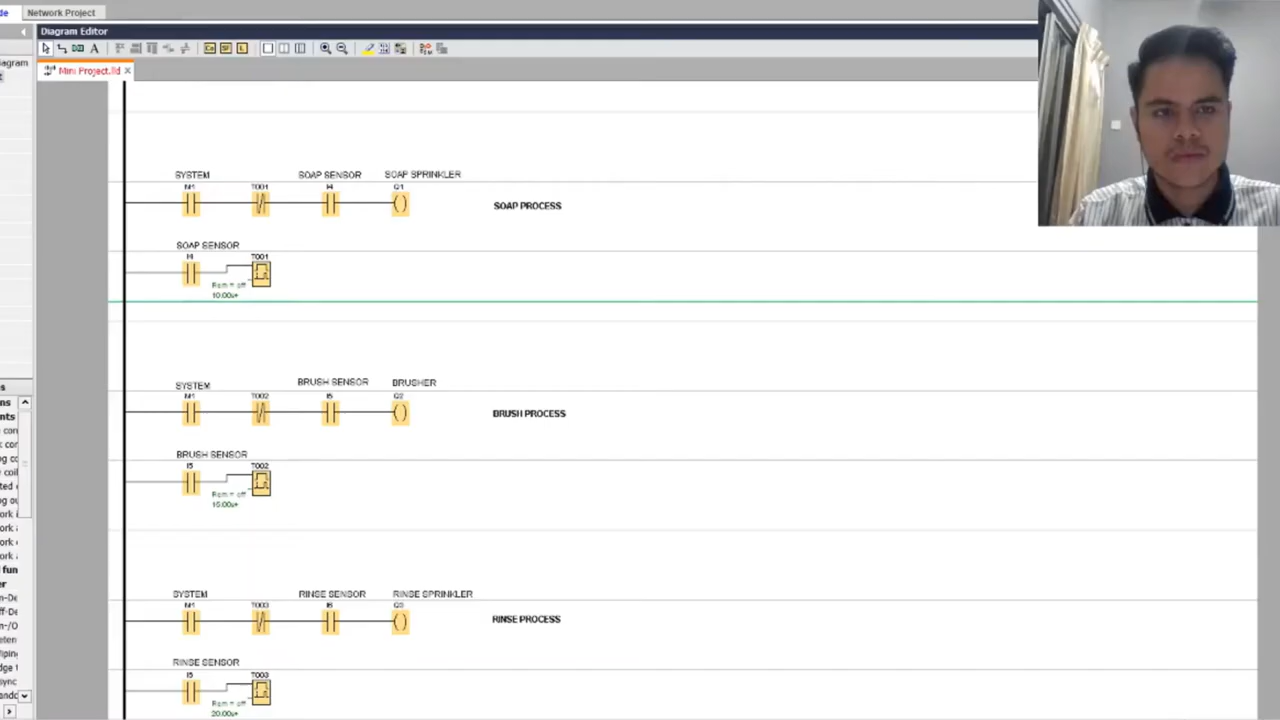 de Network Project
Diagram Editor
iagram
Mini Project.lld
SYSTEM SOAP SENSOR SOAP SPRINKLER
M1 T001 I4 Q1
SOAP PROCESS
SOAP SENSOR
I4 T001
Rem = off
10:00s+
SYSTEM BRUSH SENSOR BRUSHER
M1 T002 I5 Q2
BRUSH PROCESS
BRUSH SENSOR
I5 T002
Rem = off
15:00s+
SYSTEM RINSE SENSOR RINSE SPRINKLER
M1 T003 I6 Q3
RINSE PROCESS
RINSE SENSOR
T003
Rem = off
20:00s+